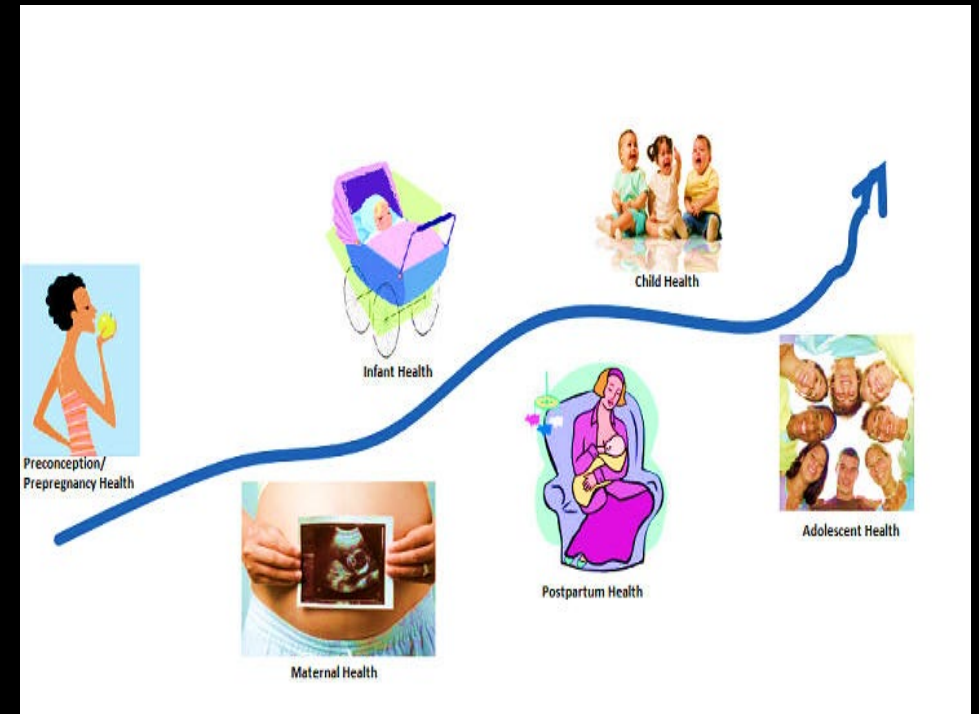 Preconception/
Prepregnancy Health
Maternal Health
Infant Health
Postpartum Health
Child Health
Adolescent Health